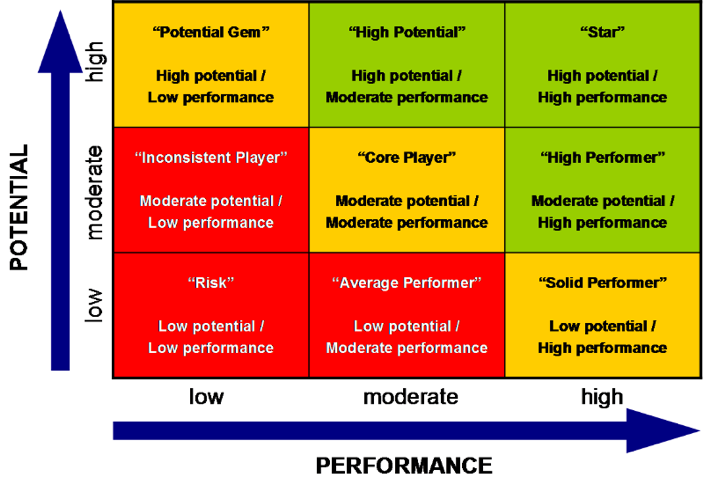 POTENTIAL
high
moderate
low
“Potential Gem”
High potential /
Low performance
“High Potential”
High potential /
Moderate performance
“Star”
High potential /
High performance
“Inconsistent Player”
Moderate potential /
Low performance
“Core Player”
Moderate potential /
Moderate performance
“High Performer”
Moderate potential /
High performance
“Risk”
Low potential /
Low performance
“Average Performer”
Low potential /
Moderate performance
“Solid Performer”
Low potential /
High performance
low
moderate
high
PERFORMANCE